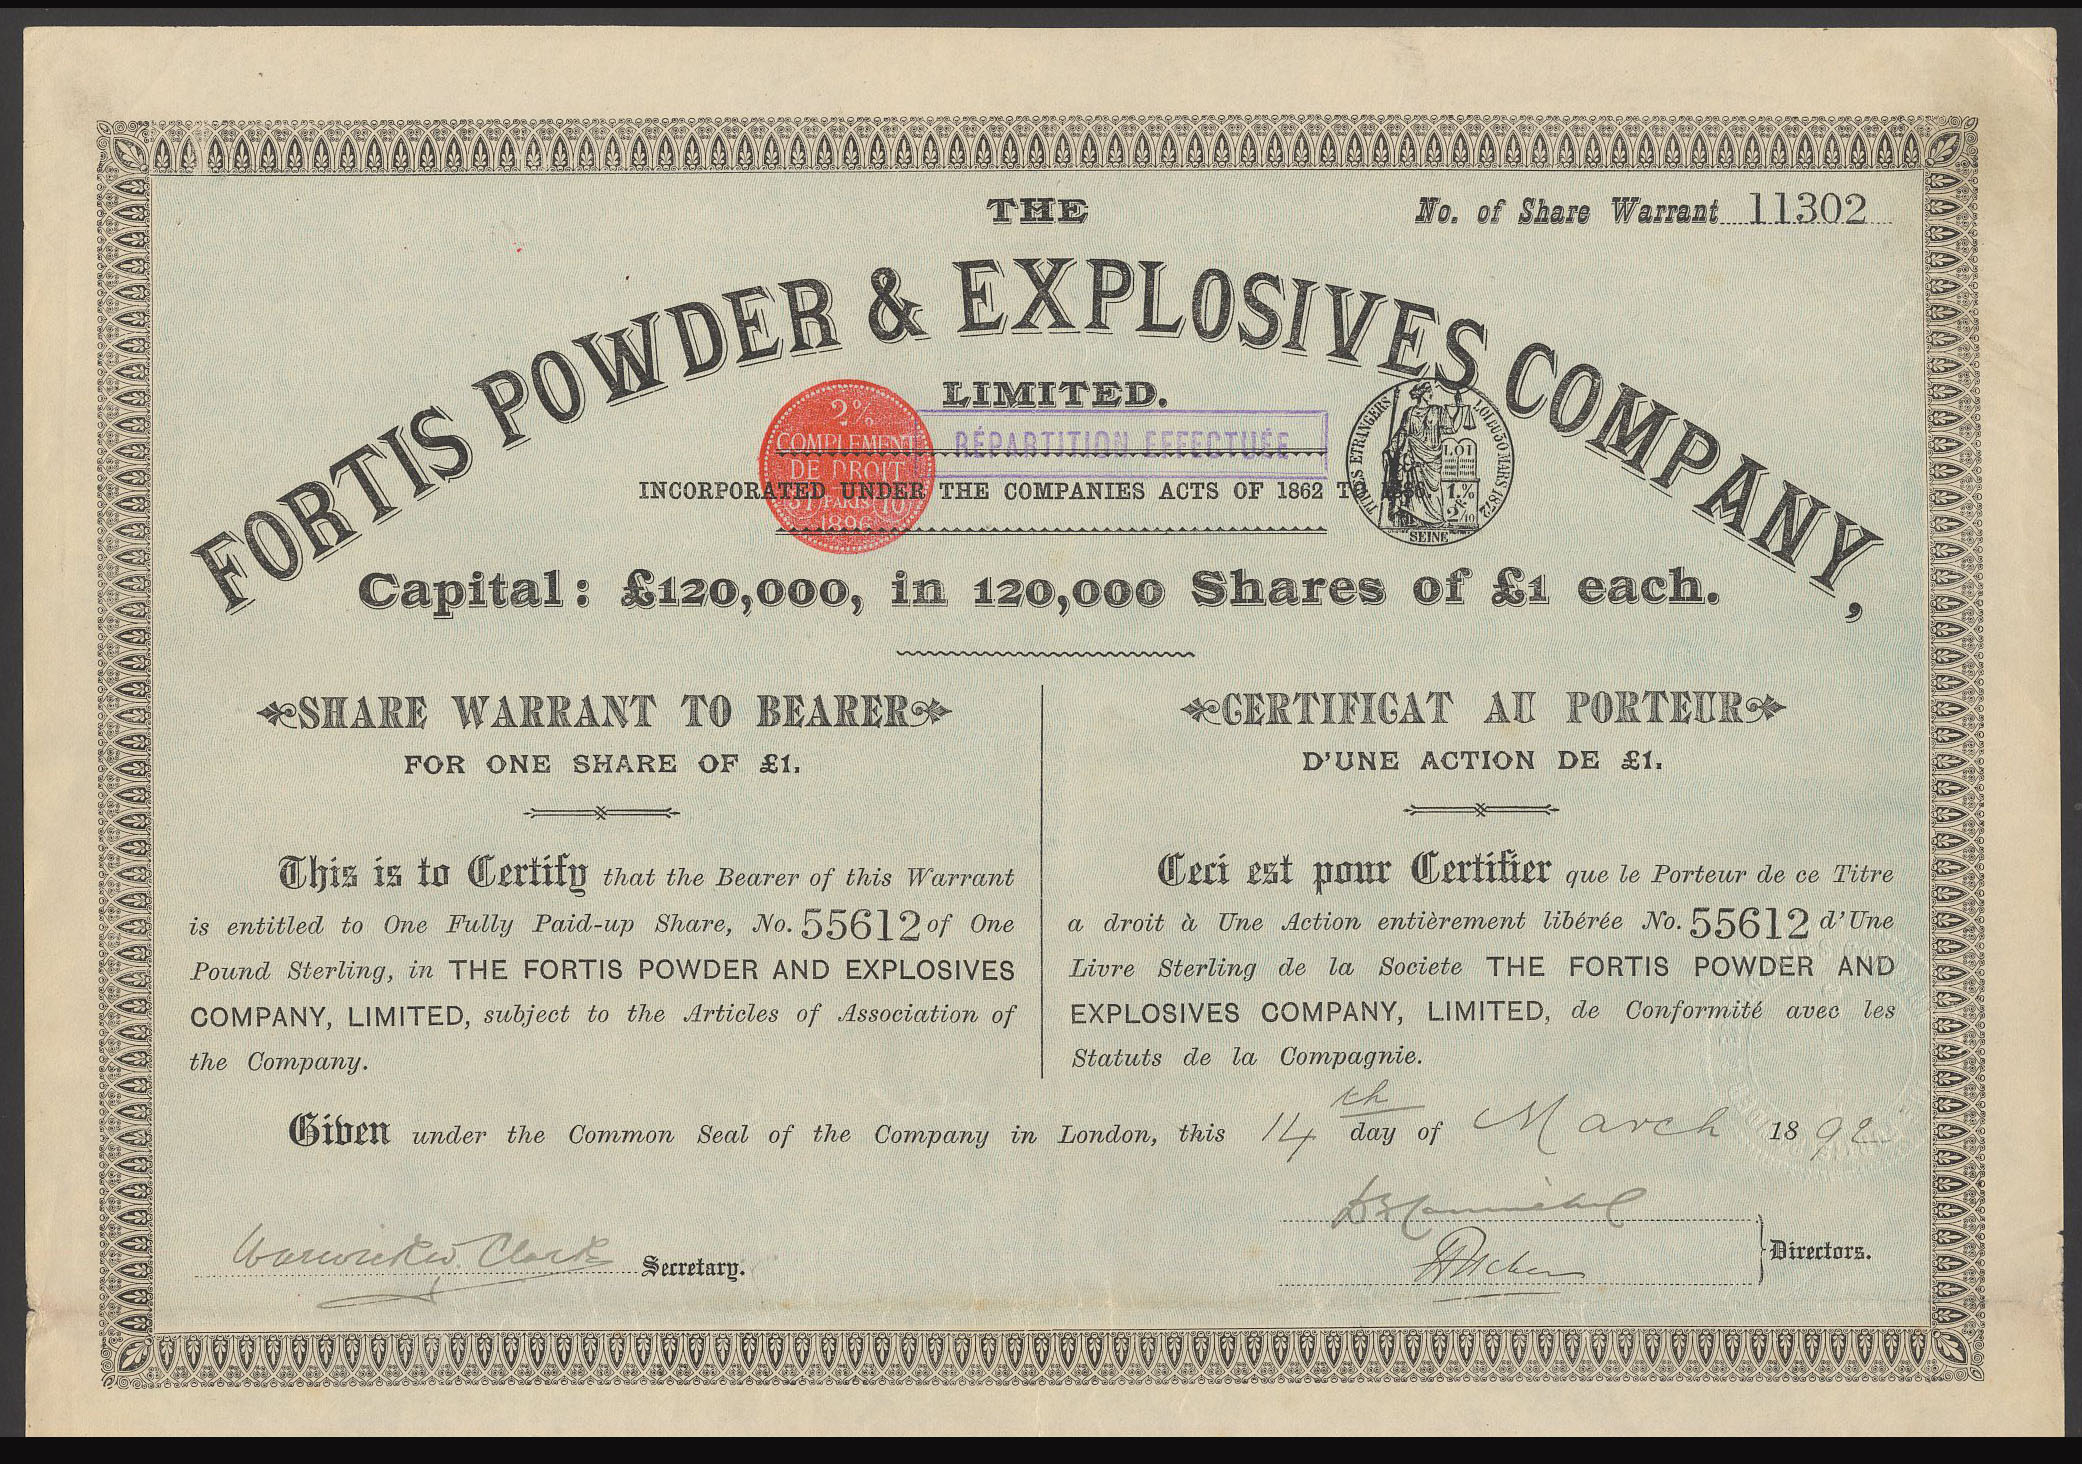 THE
No. of Share Warrant 11302
FORTIS POWDER & EXPLOSIVES COMPANY,
LIMITED.
2%
COMPLEMENT
DE DROIT
PARIS
1896
RÉPARTITION EFFECTUÉE
TITRES ETRANGERS LOI DU 30 MARS 1872
LOI
1.%
& 2/10
SEINE
INCORPORATED UNDER THE COMPANIES ACTS OF 1862 TO
Capital: £120,000, in 120,000 Shares of £1 each.
SHARE WARRANT TO BEARER
FOR ONE SHARE OF £1.
This is to Certify that the Bearer of this Warrant
is entitled to One Fully Paid-up Share, No. 55612 of One
Pound Sterling, in THE FORTIS POWDER AND EXPLOSIVES
COMPANY, LIMITED, subject to the Articles of Association of
the Company.
CERTIFICAT AU PORTEUR
D'UNE ACTION DE £1.
Ceci est pour Certifier que le Porteur de ce Titre
a droit à Une Action entièrement libérée No. 55612 d'Une
Livre Sterling de la Societe THE FORTIS POWDER AND
EXPLOSIVES COMPANY, LIMITED, de Conformité avec les
Statuts de la Compagnie.
Given under the Common Seal of the Company in London, this 14th day of March 1892
Warwick W. Clark Secretary.
Directors.